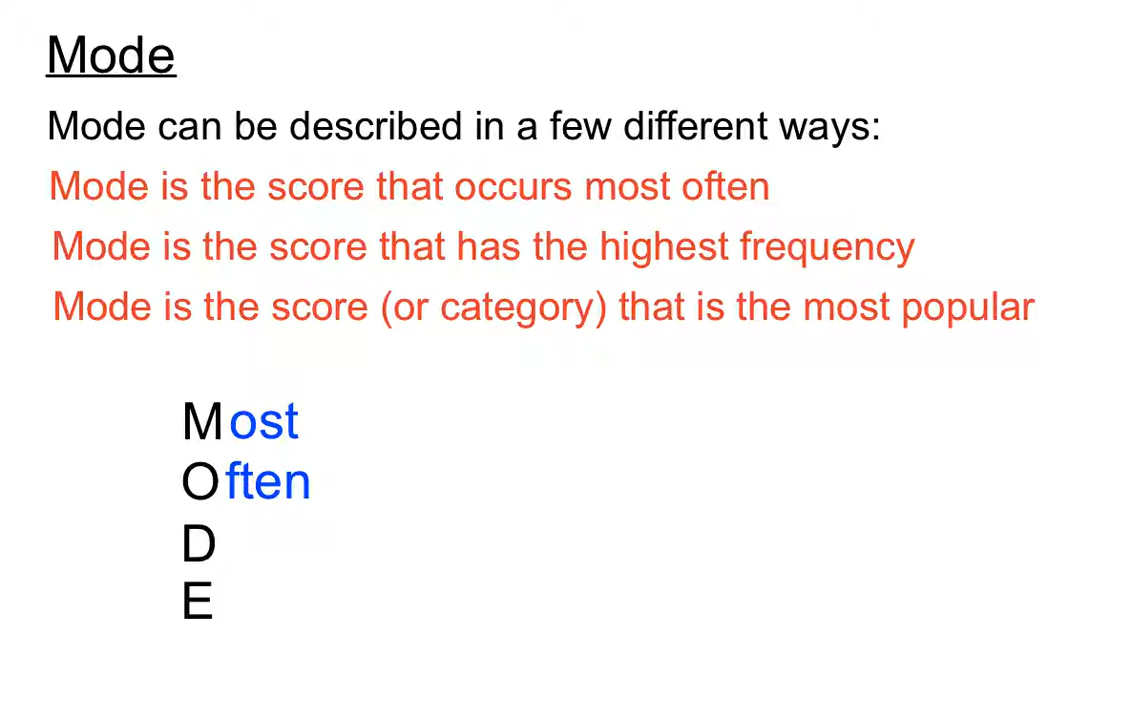 Mode
Mode can be described in a few different ways:
Mode is the score that occurs most often
Mode is the score that has the highest frequency
Mode is the score (or category) that is the most popular
Most
Often
D
E